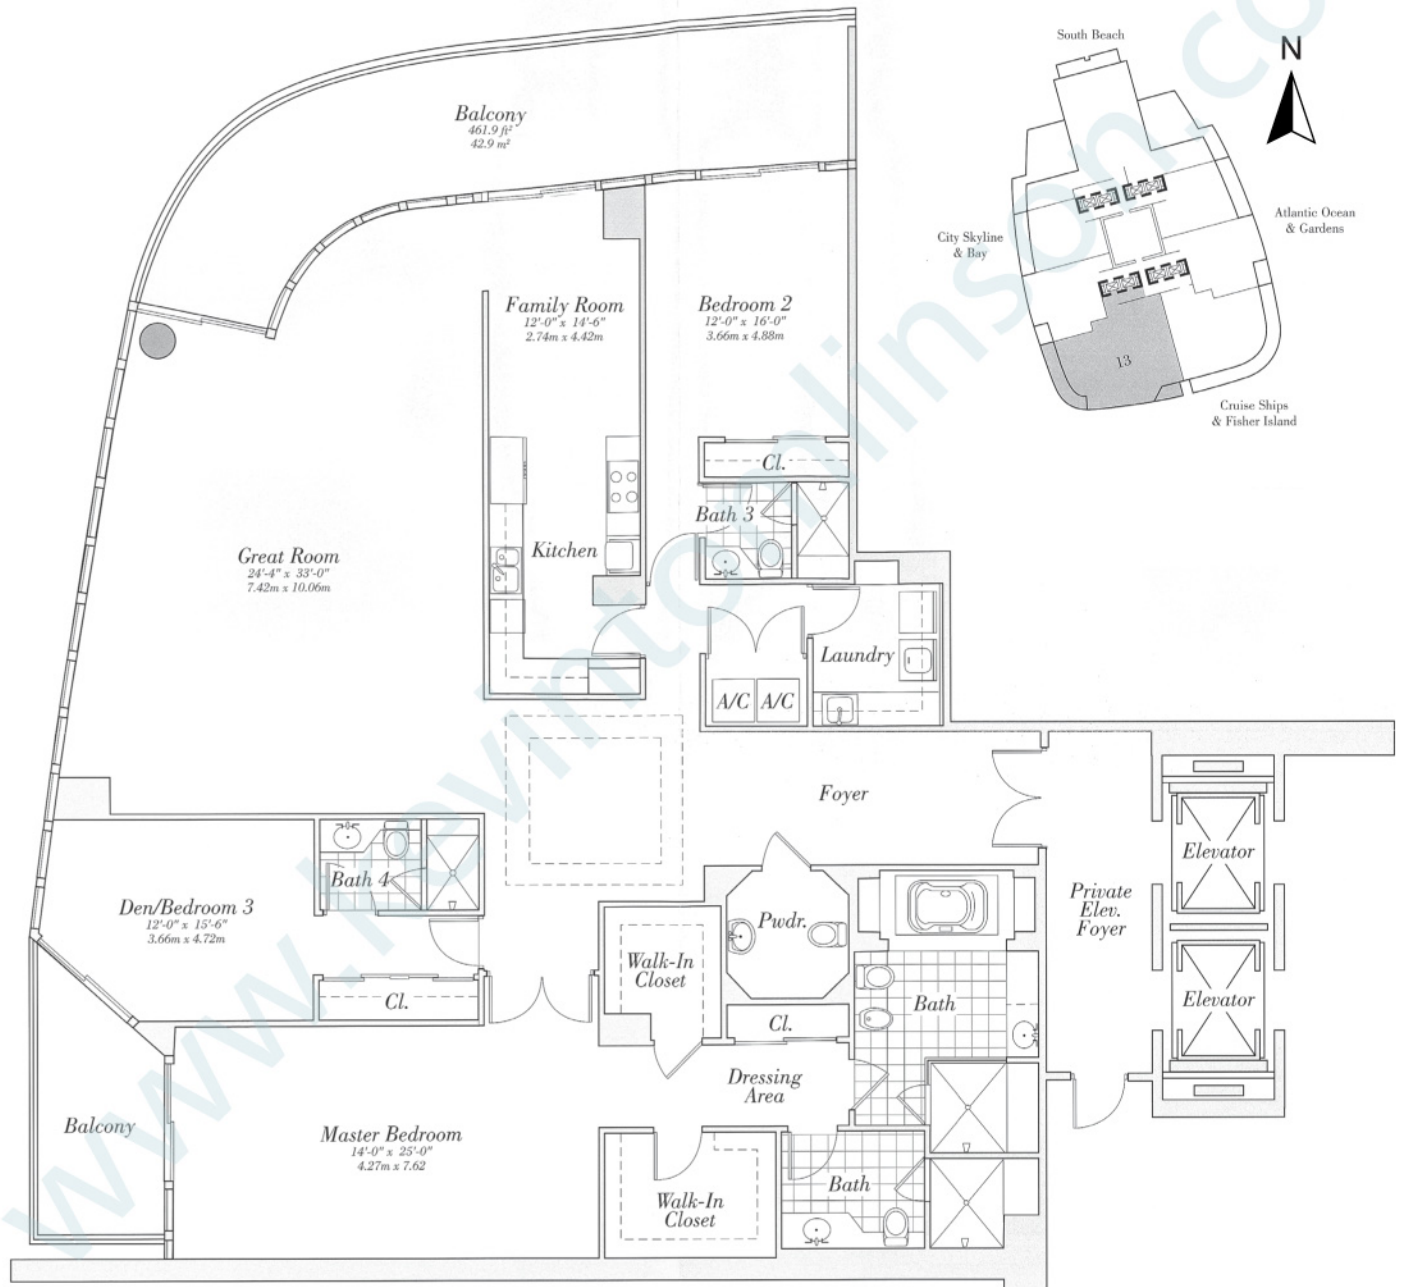 South Beach
N
Balcony
461.9 ft²
42.9 m²
City Skyline
& Bay
Atlantic Ocean
& Gardens
13
Cruise Ships
& Fisher Island
Family Room
12'-0" x 14'-6"
2.74m x 4.42m
Bedroom 2
12'-0" x 16'-0"
3.66m x 4.88m
Cl.
Bath 3
Great Room
24'-4" x 33'-0"
7.42m x 10.06m
Kitchen
Laundry
A/C
A/C
Foyer
Elevator
Bath 4
Den/Bedroom 3
12'-0" x 15'-6"
3.66m x 4.72m
Private
Elev.
Foyer
Pwdr.
Walk-In
Closet
Cl.
Bath
Elevator
Cl.
Dressing
Area
Balcony
Master Bedroom
14'-0" x 25'-0"
4.27m x 7.62
Bath
Walk-In
Closet
www.kevintomlinson.co